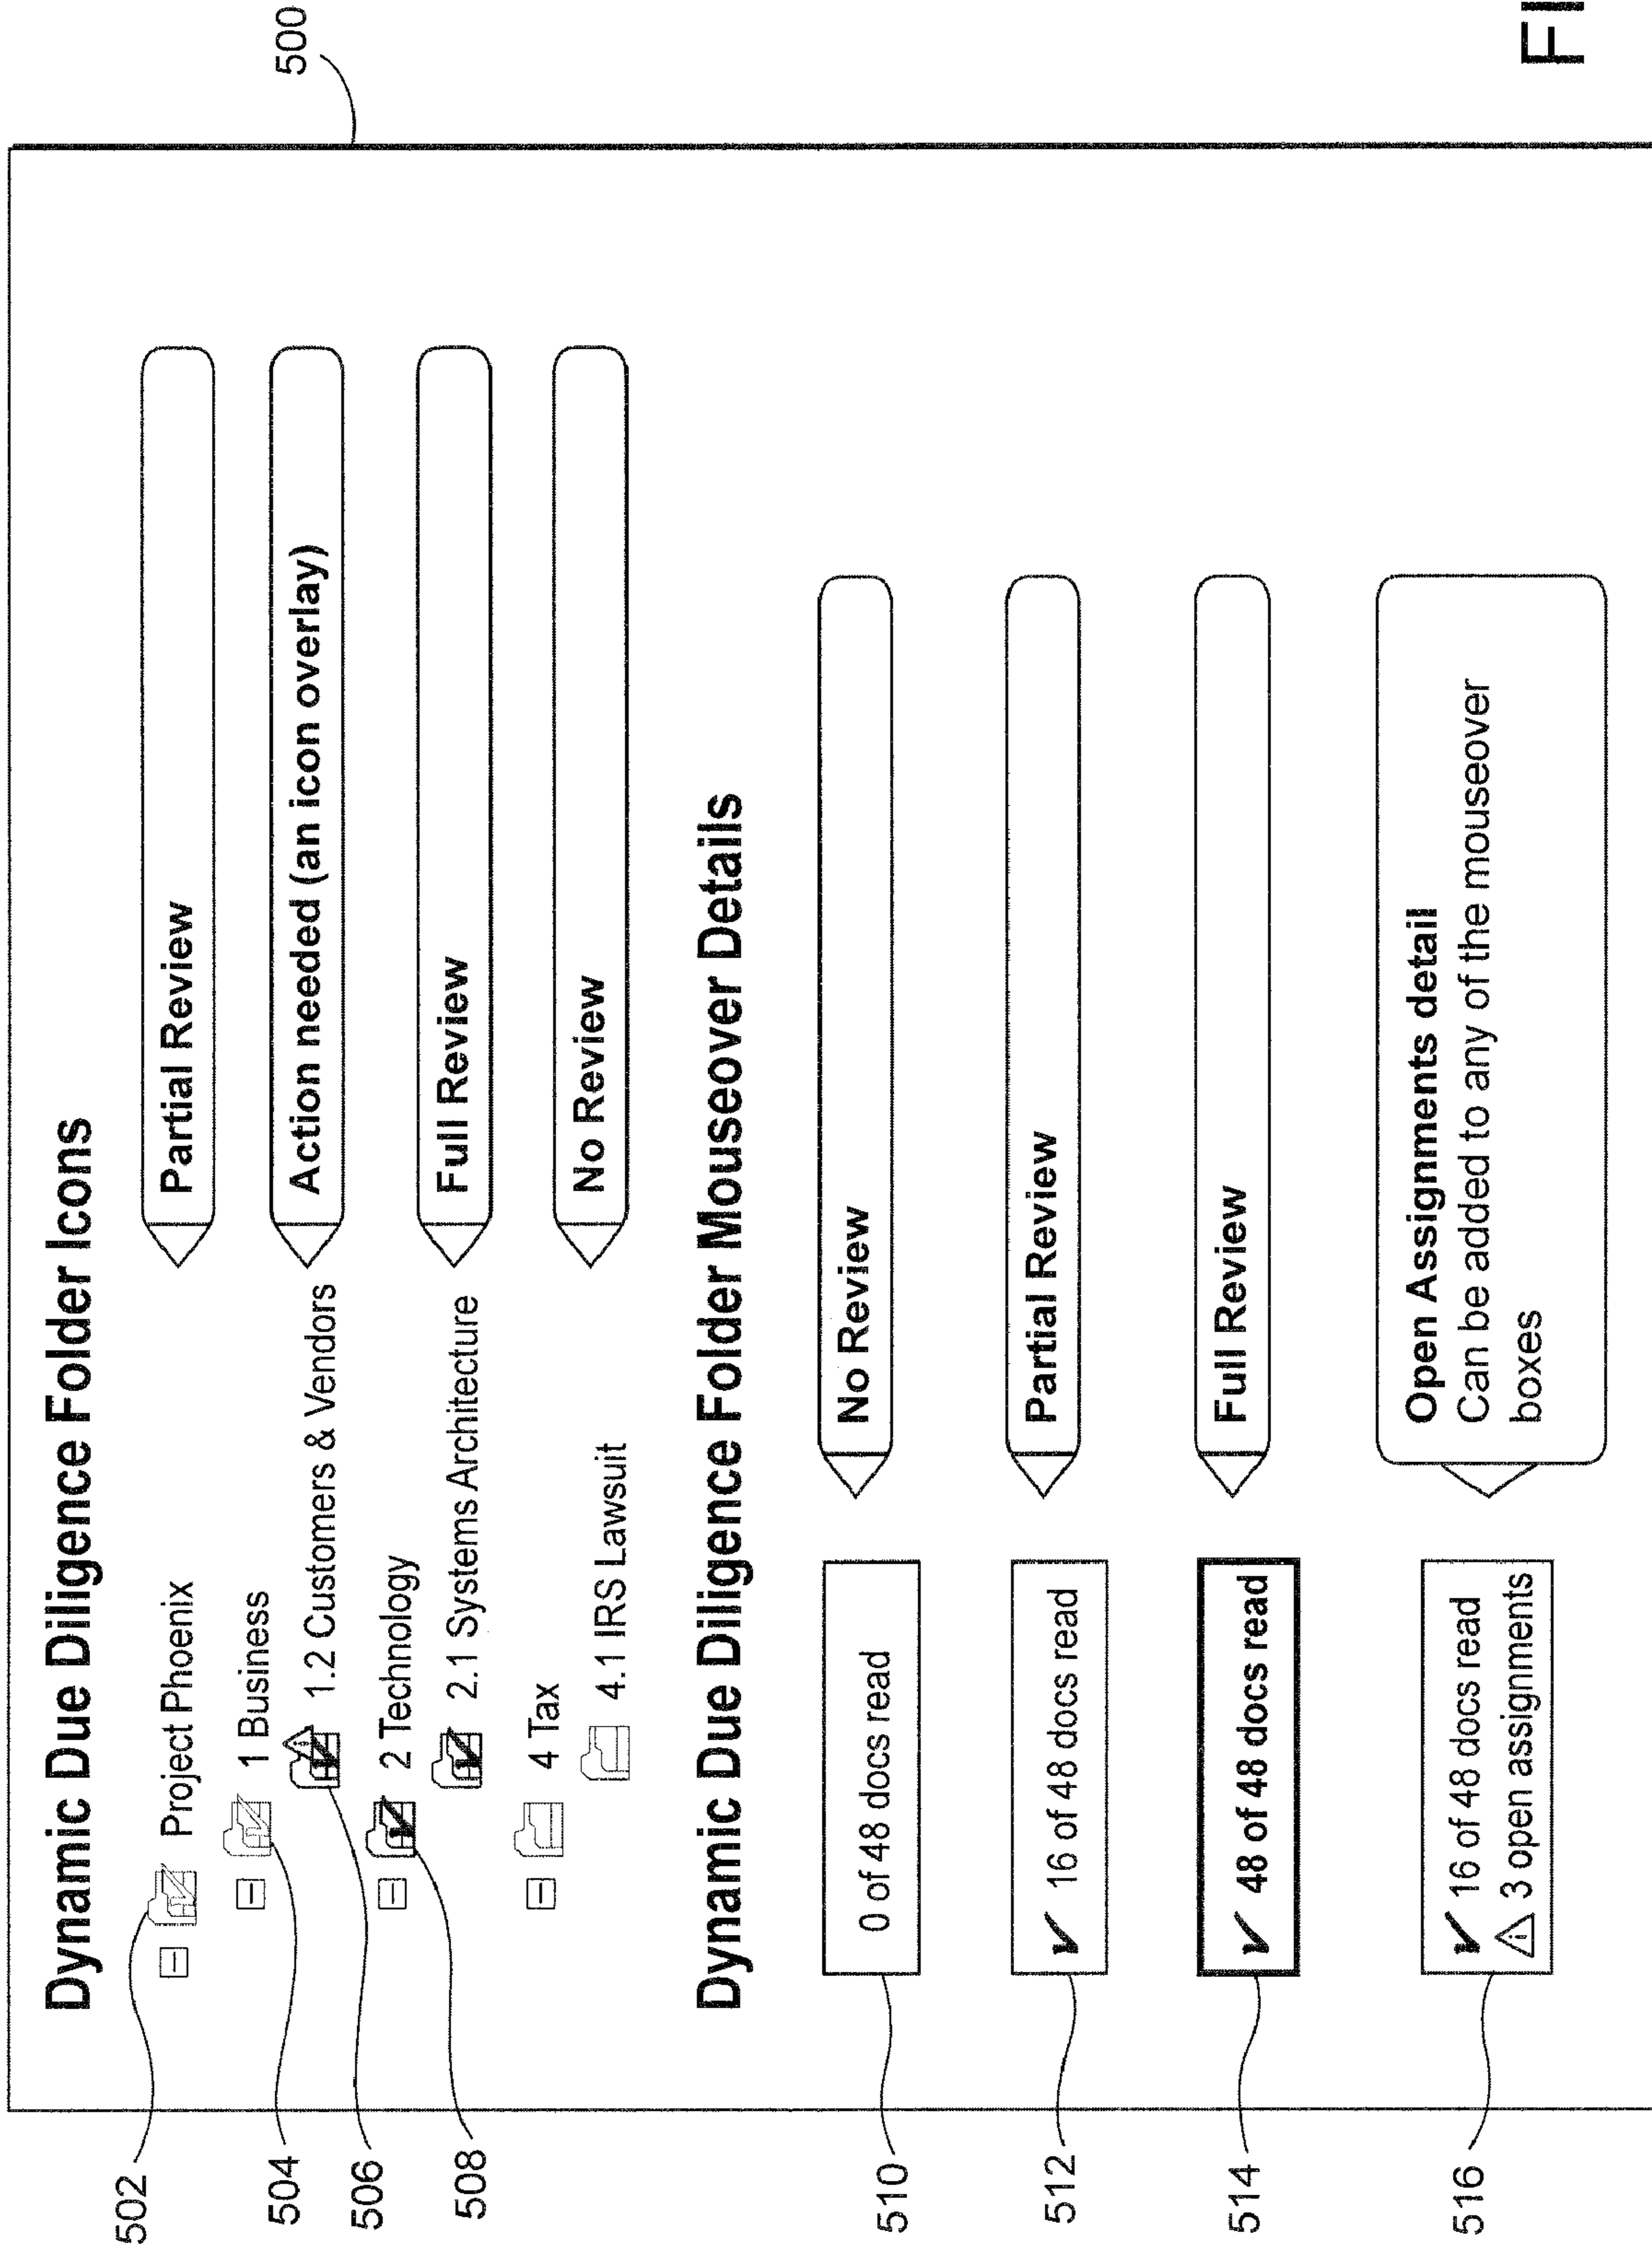 500
Dynamic Due Diligence Folder Icons
502
Project Phoenix
Partial Review
504
1 Business
506
1.2 Customers & Vendors
Action needed (an icon overlay)
508
2 Technology
2.1 Systems Architecture
Full Review
4 Tax
4.1 IRS Lawsuit
No Review
Dynamic Due Diligence Folder Mouseover Details
510
0 of 48 docs read
No Review
512
✔ 16 of 48 docs read
Partial Review
514
✔ 48 of 48 docs read
Full Review
516
✔ 16 of 48 docs read
3 open assignments
Open Assignments detail
Can be added to any of the mouseover
boxes